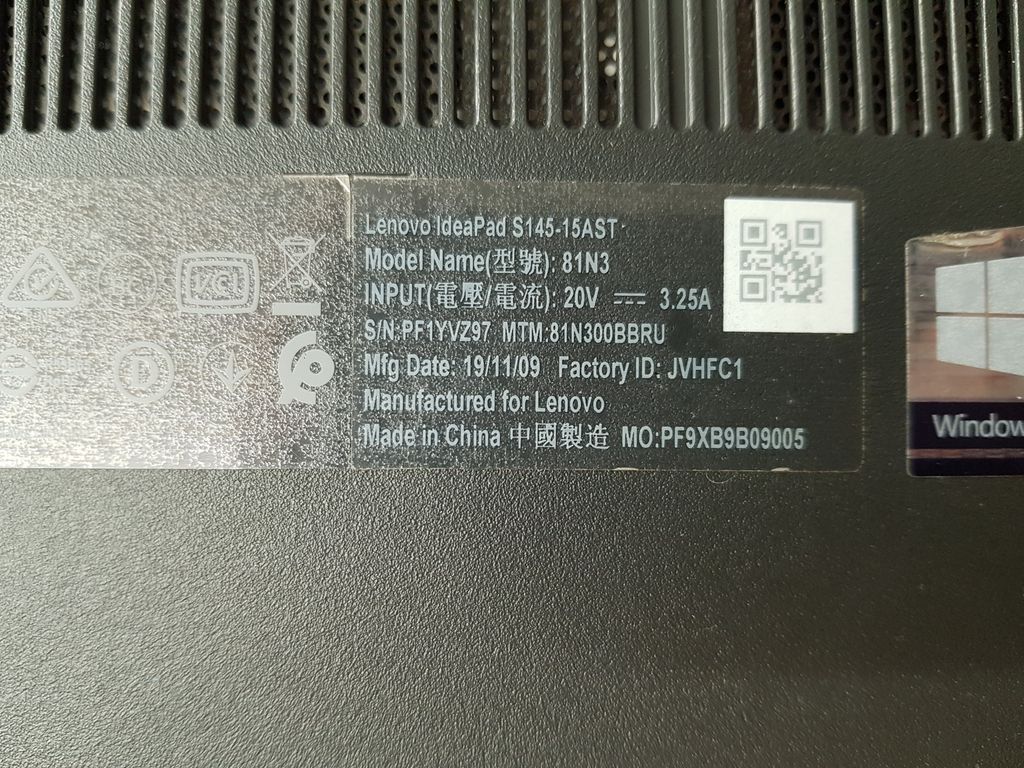 Lenovo IdeaPad S145-15AST
Model Name(型號): 81N3
INPUT(電壓/電流): 20V ⎓ 3.25A
S/N:PF1YVZ97 MTM:81N300BBRU
Mfg Date: 19/11/09 Factory ID: JVHFC1
Manufactured for Lenovo
Made in China 中國製造 MO:PF9XB9B09005
Window